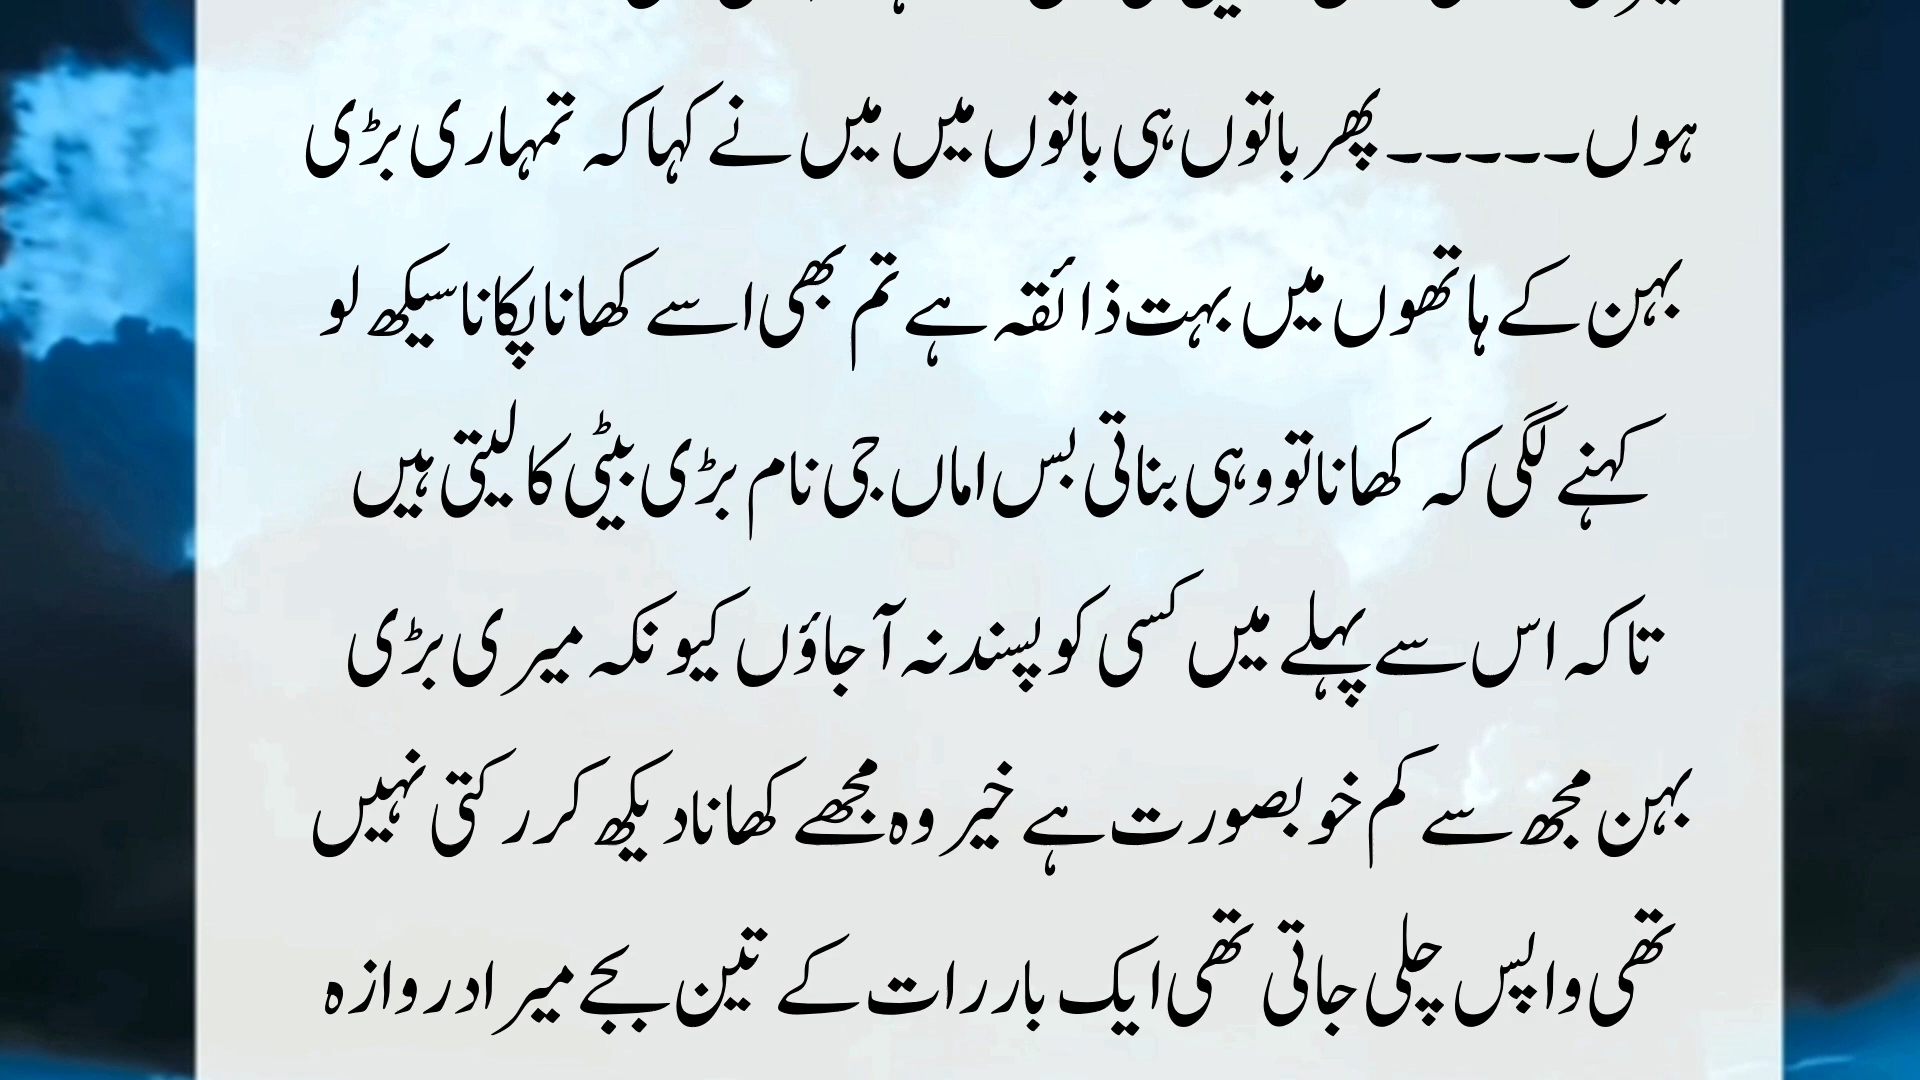 ہوں۔۔۔۔۔ پھر باتوں ہی باتوں میں میں نے کہا کہ تمہاری بڑی
بہن کے ہاتھوں میں بہت ذائقہ ہے تم بھی اسے کھانا پکانا سیکھ لو
کہنے لگی کہ کھانا تو وہی بناتی بس اماں جی نام بڑی بیٹی کا لیتی ہیں
تاکہ اس سے پہلے میں کسی کو پسند نہ آجاؤں کیونکہ میری بڑی
بہن مجھ سے کم خوبصورت ہے خیر وہ مجھے کھانا دیکھ کر رکتی نہیں
تھی واپس چلی جاتی تھی ایک بار رات کے تین بجے میرا دروازہ